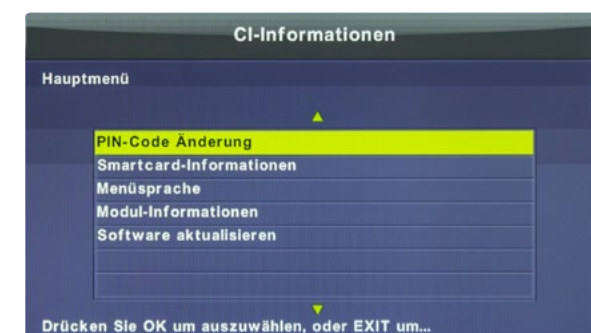 CI-Informationen
Hauptmenü
PIN-Code Änderung
Smartcard-Informationen
Menüsprache
Modul-Informationen
Software aktualisieren
Drücken Sie OK um auszuwählen, oder EXIT um...